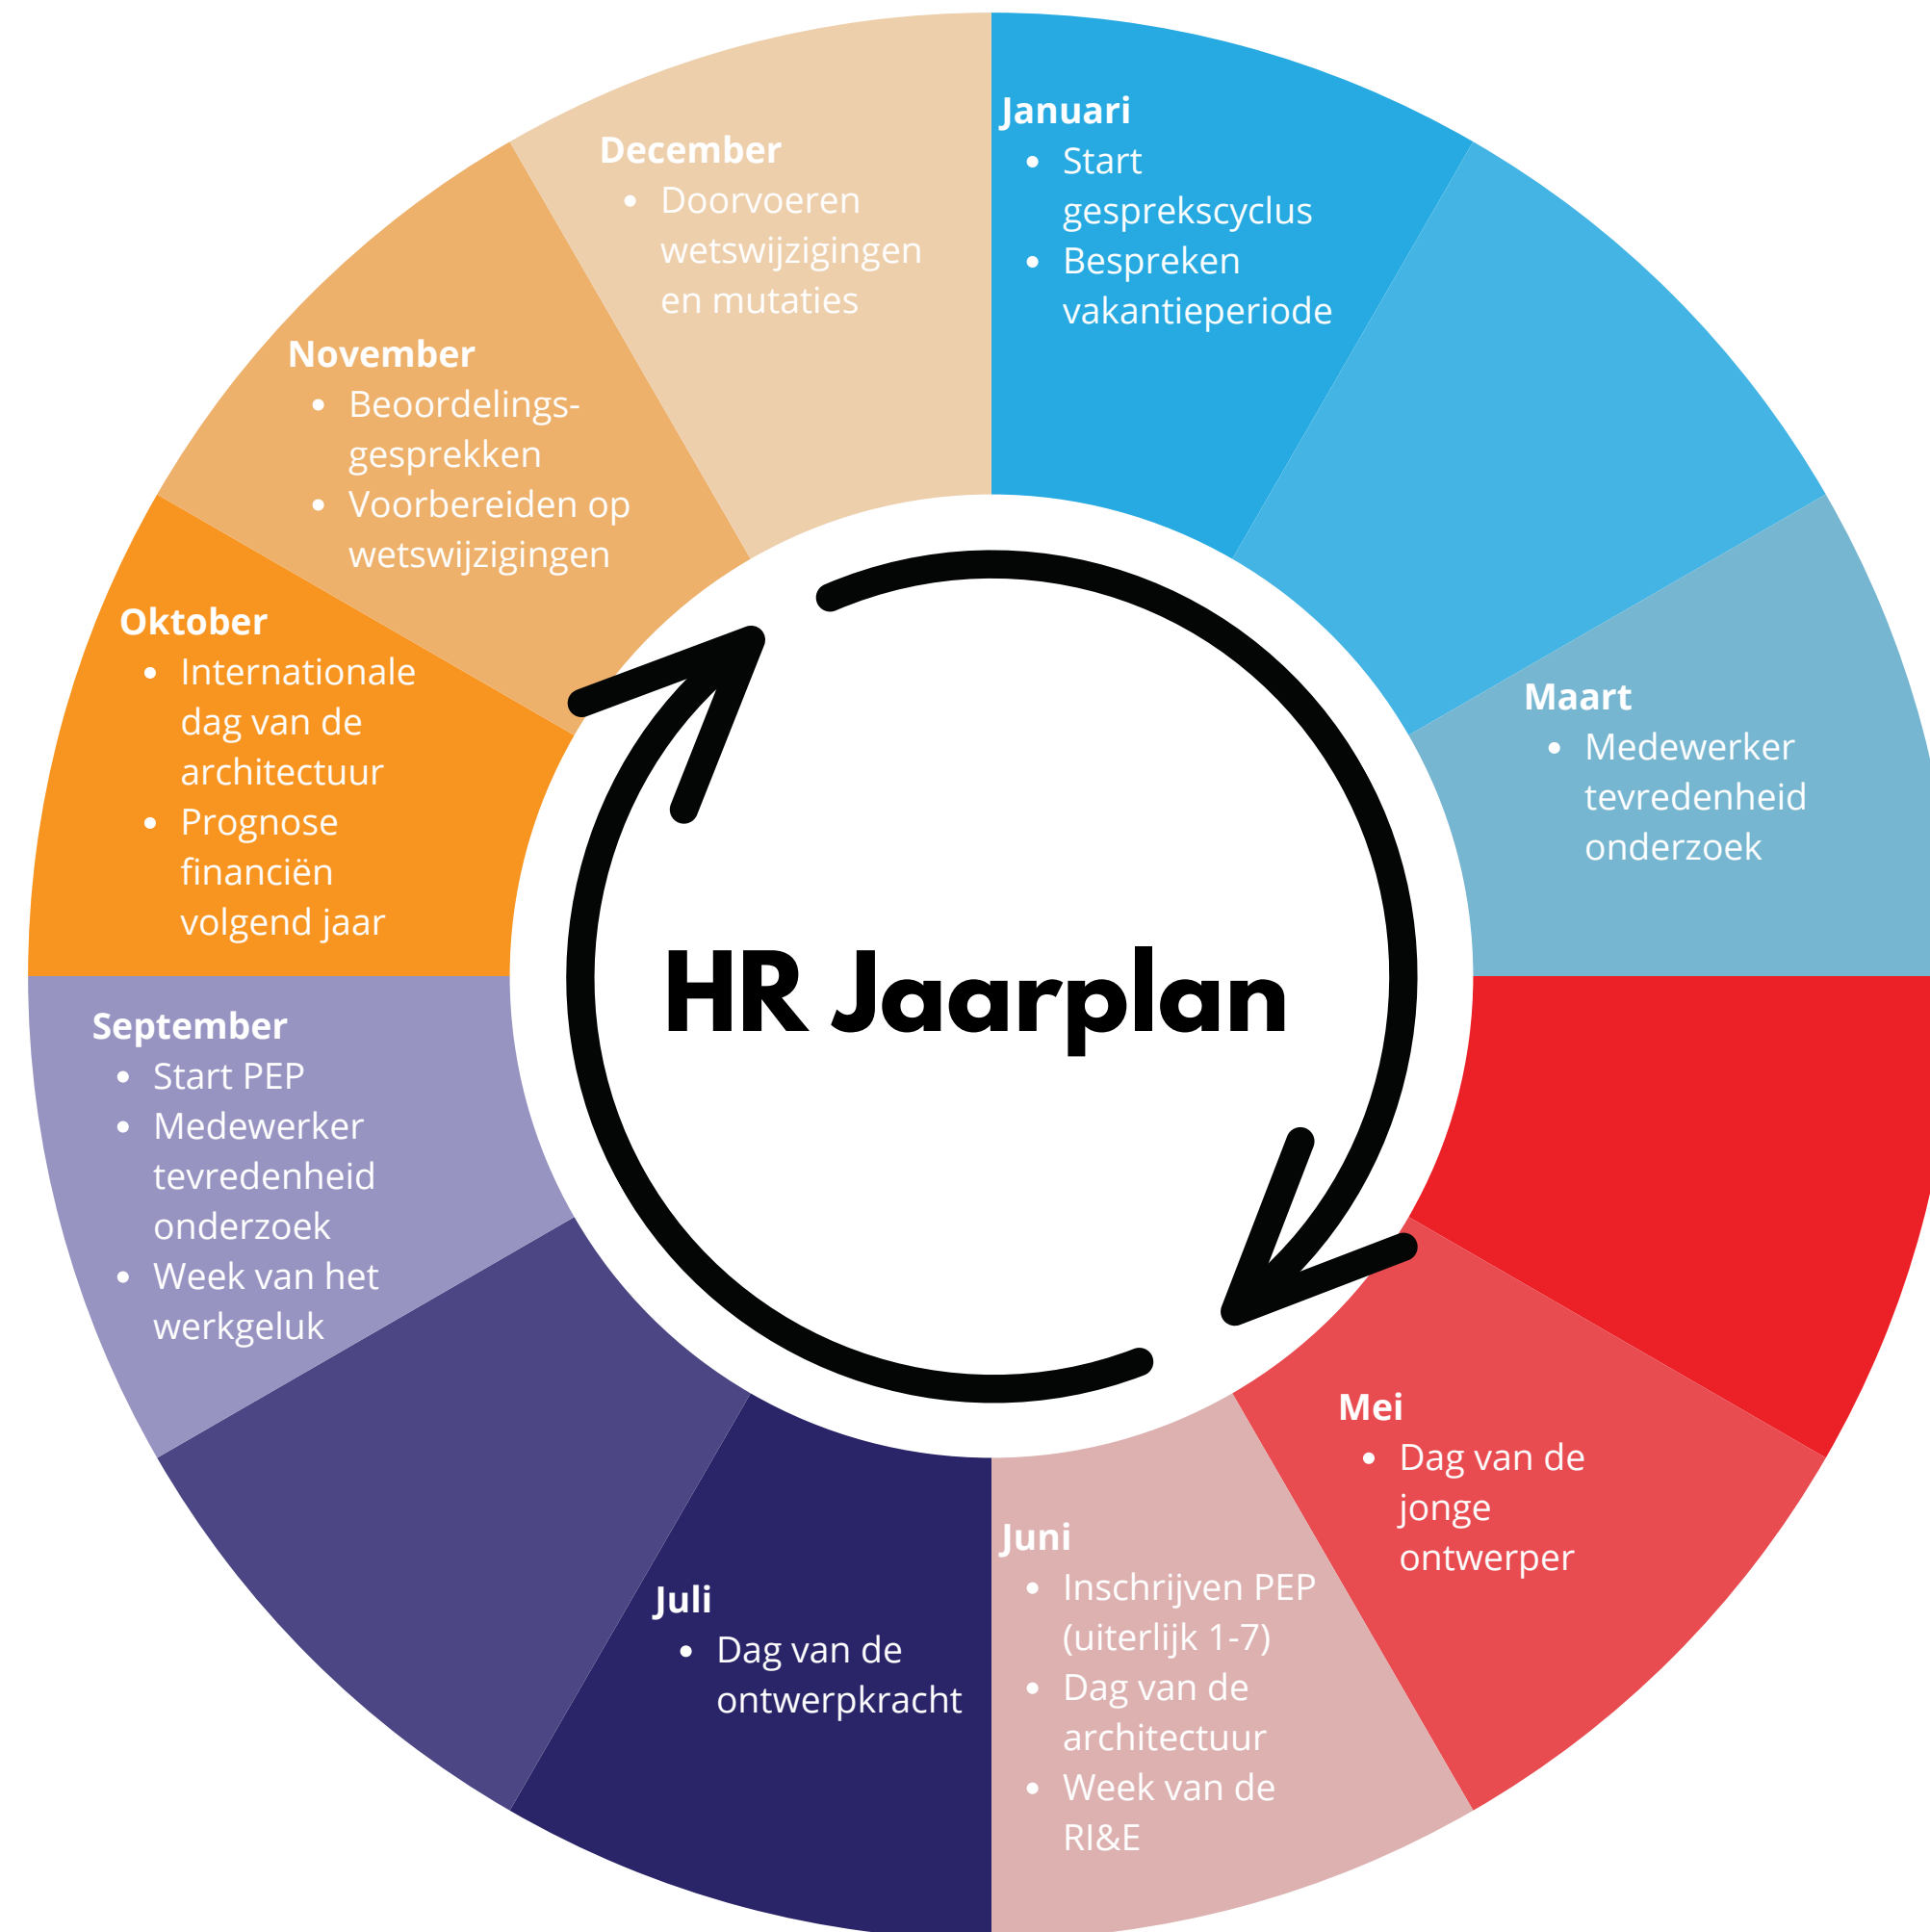 Januari
• Start
gesprekscyclus
• Bespreken
vakantieperiode
Maart
• Medewerker
tevredenheid
onderzoek
Mei
• Dag van de
jonge
ontwerper
Juni
• Inschrijven PEP
(uiterlijk 1-7)
• Dag van de
architectuur
• Week van de
RI&E
Juli
• Dag van de
ontwerpkracht
September
• Start PEP
• Medewerker
tevredenheid
onderzoek
• Week van het
werkgeluk
Oktober
• Internationale
dag van de
architectuur
• Prognose
financiën
volgend jaar
November
• Beoordelings-
gesprekken
• Voorbereiden op
wetswijzigingen
December
• Doorvoeren
wetswijzigingen
en mutaties
HR Jaarplan